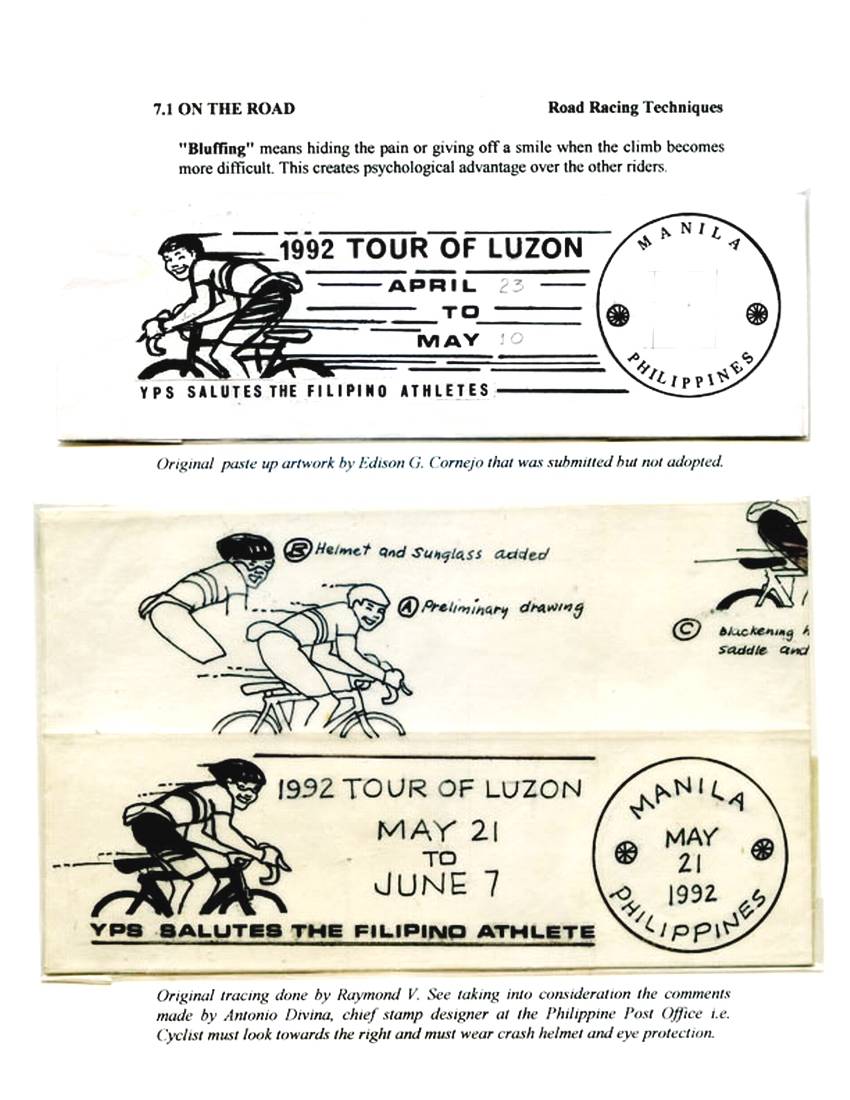 7.1 ON THE ROAD Road Racing Techniques
"Bluffing" means hiding the pain or giving off a smile when the climb becomes
more difficult. This creates psychological advantage over the other riders.
1992 TOUR OF LUZON
APRIL 23
TO
MAY 10
YPS SALUTES THE FILIPINO ATHLETES
MANILA
PHILIPPINES
Original paste up artwork by Edison G. Cornejo that was submitted but not adopted.
B Helmet and Sunglass added
A Preliminary drawing
C blackening h
saddle and
1992 TOUR OF LUZON
MAY 21
TO
JUNE 7
YPS SALUTES THE FILIPINO ATHLETE
MANILA
MAY
21
1992
PHILIPPINES
Original tracing done by Raymond V. See taking into consideration the comments
made by Antonio Divina, chief stamp designer at the Philippine Post Office i.e.
Cyclist must look towards the right and must wear crash helmet and eye protection.